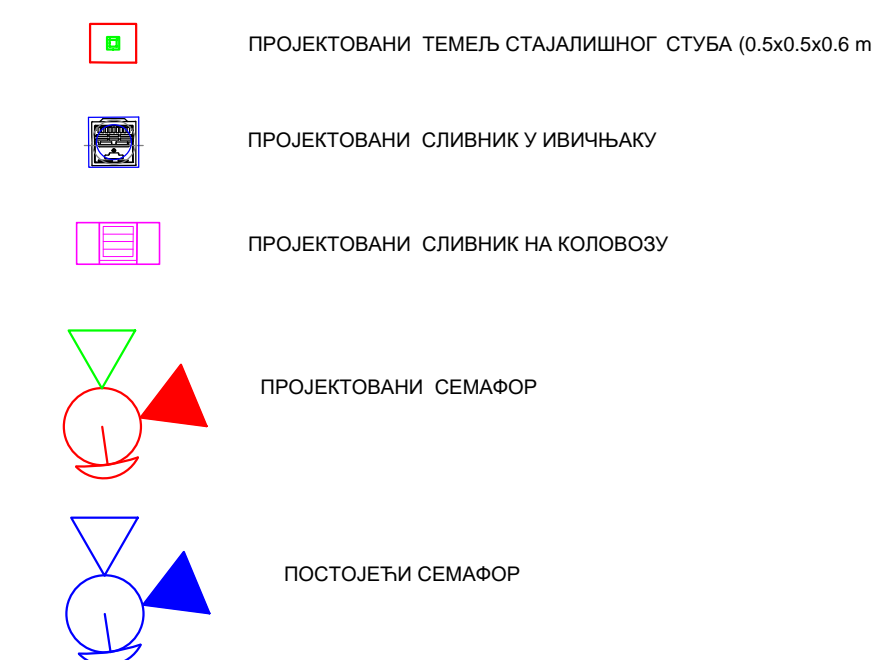 ПРОЈЕКТОВАНИ ТЕМЕЉ СТАЈАЛИШНОГ СТУБА (0.5x0.5x0.6 m
ПРОЈЕКТОВАНИ СЛИВНИК У ИВИЧЊАКУ
ПРОЈЕКТОВАНИ СЛИВНИК НА КОЛОВОЗУ
ПРОЈЕКТОВАНИ СЕМАФОР
ПОСТОЈЕЋИ СЕМАФОР